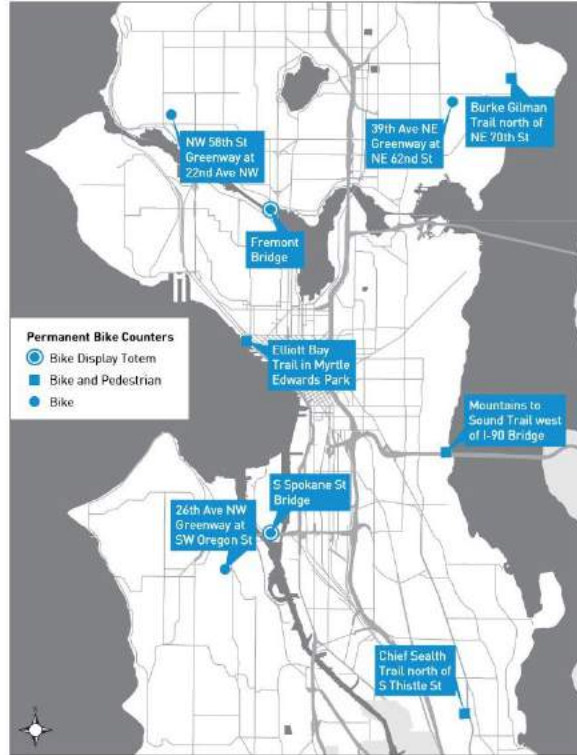 Burke Gilman
Trail north of
NE 70th St
39th Ave NE
Greenway at
NE 62nd St
NW 58th St
Greenway at
22nd Ave NW
Fremont
Bridge
Permanent Bike Counters
Bike Display Totem
Bike and Pedestrian
Bike
Elliott Bay
Trail in Myrtle
Edwards Park
Mountains to
Sound Trail west
of I-90 Bridge
S Spokane St
Bridge
26th Ave NW
Greenway at
SW Oregon St
Chief Sealth
Trail north of
S Thistle St
N